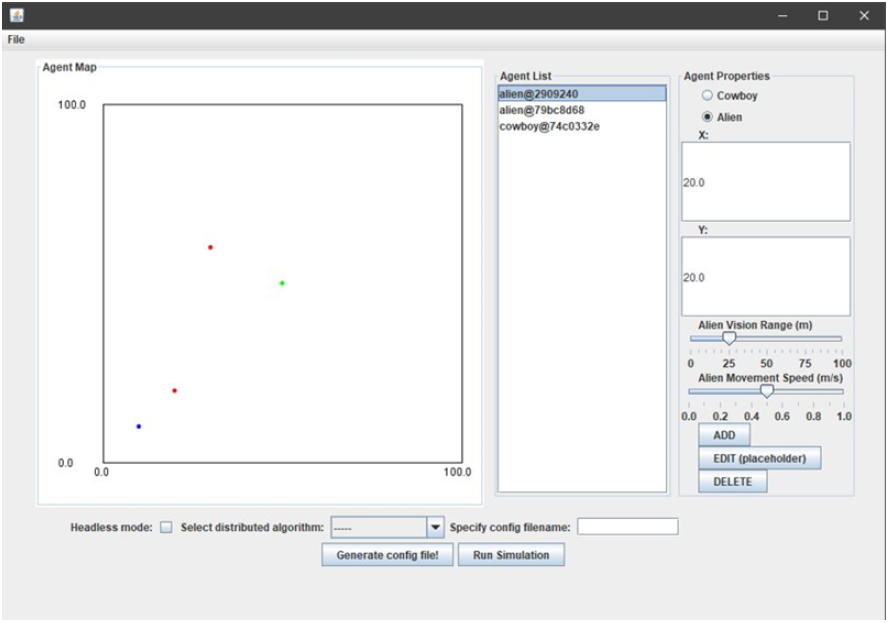 File
Agent Map
100.0
0.0
0.0
100.0
Agent List
alien@2909240
alien@79bc8d68
cowboy@74c0332e
Agent Properties
Cowboy
Alien
X:
20.0
Y:
20.0
Alien Vision Range (m)
0 25 50 75 100
Alien Movement Speed (m/s)
0.0 0.2 0.4 0.6 0.8 1.0
ADD
EDIT (placeholder)
DELETE
Headless mode: Select distributed algorithm: ----- Specify config filename:
Generate config file! Run Simulation